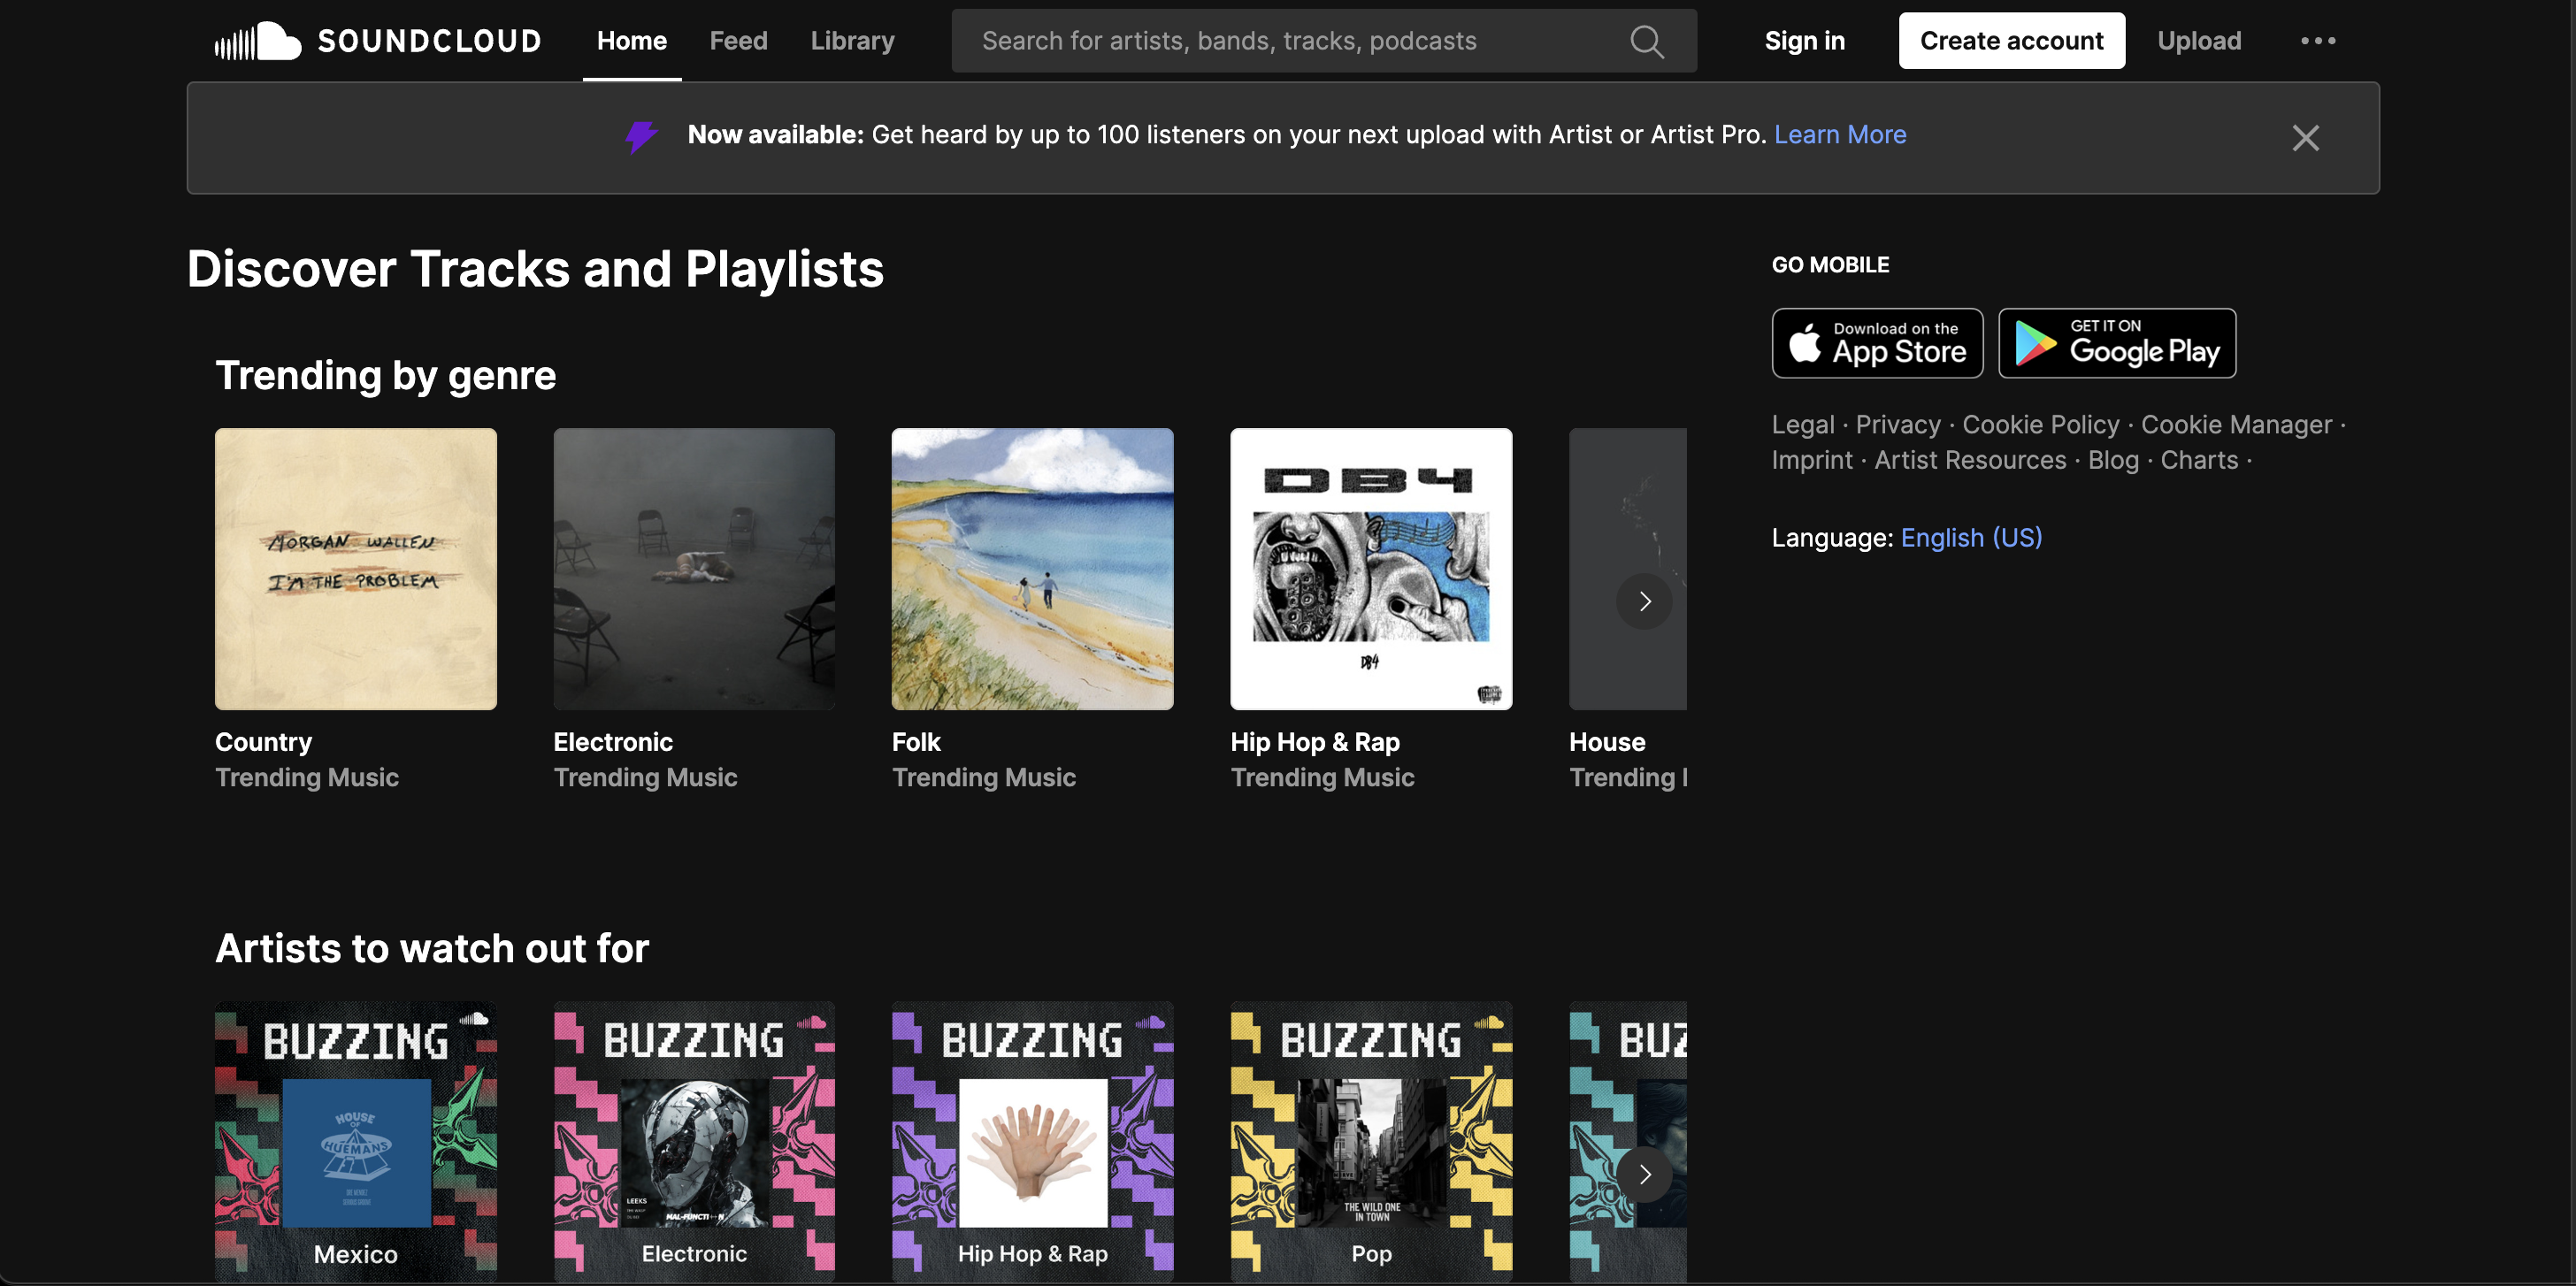 SOUNDCLOUD
Home
Feed
Library
Search for artists, bands, tracks, podcasts
Sign in
Create account
Upload
Now available: Get heard by up to 100 listeners on your next upload with Artist or Artist Pro. Learn More
Discover Tracks and Playlists
GO MOBILE
Download on the
App Store
GET IT ON
Google Play
Legal · Privacy · Cookie Policy · Cookie Manager ·
Imprint · Artist Resources · Blog · Charts ·
Language: English (US)
Trending by genre
MORGAN WALLEN
I'M THE PROBLEM
DB4
DB4
Country
Trending Music
Electronic
Trending Music
Folk
Trending Music
Hip Hop & Rap
Trending Music
House
Trending
Artists to watch out for
BUZZING
HOUSE
OF
HUEMANS
Mexico
BUZZING
LEEKS
Electronic
BUZZING
Hip Hop & Rap
BUZZING
THE WILD ONE
IN TOWN
Pop
BUZ